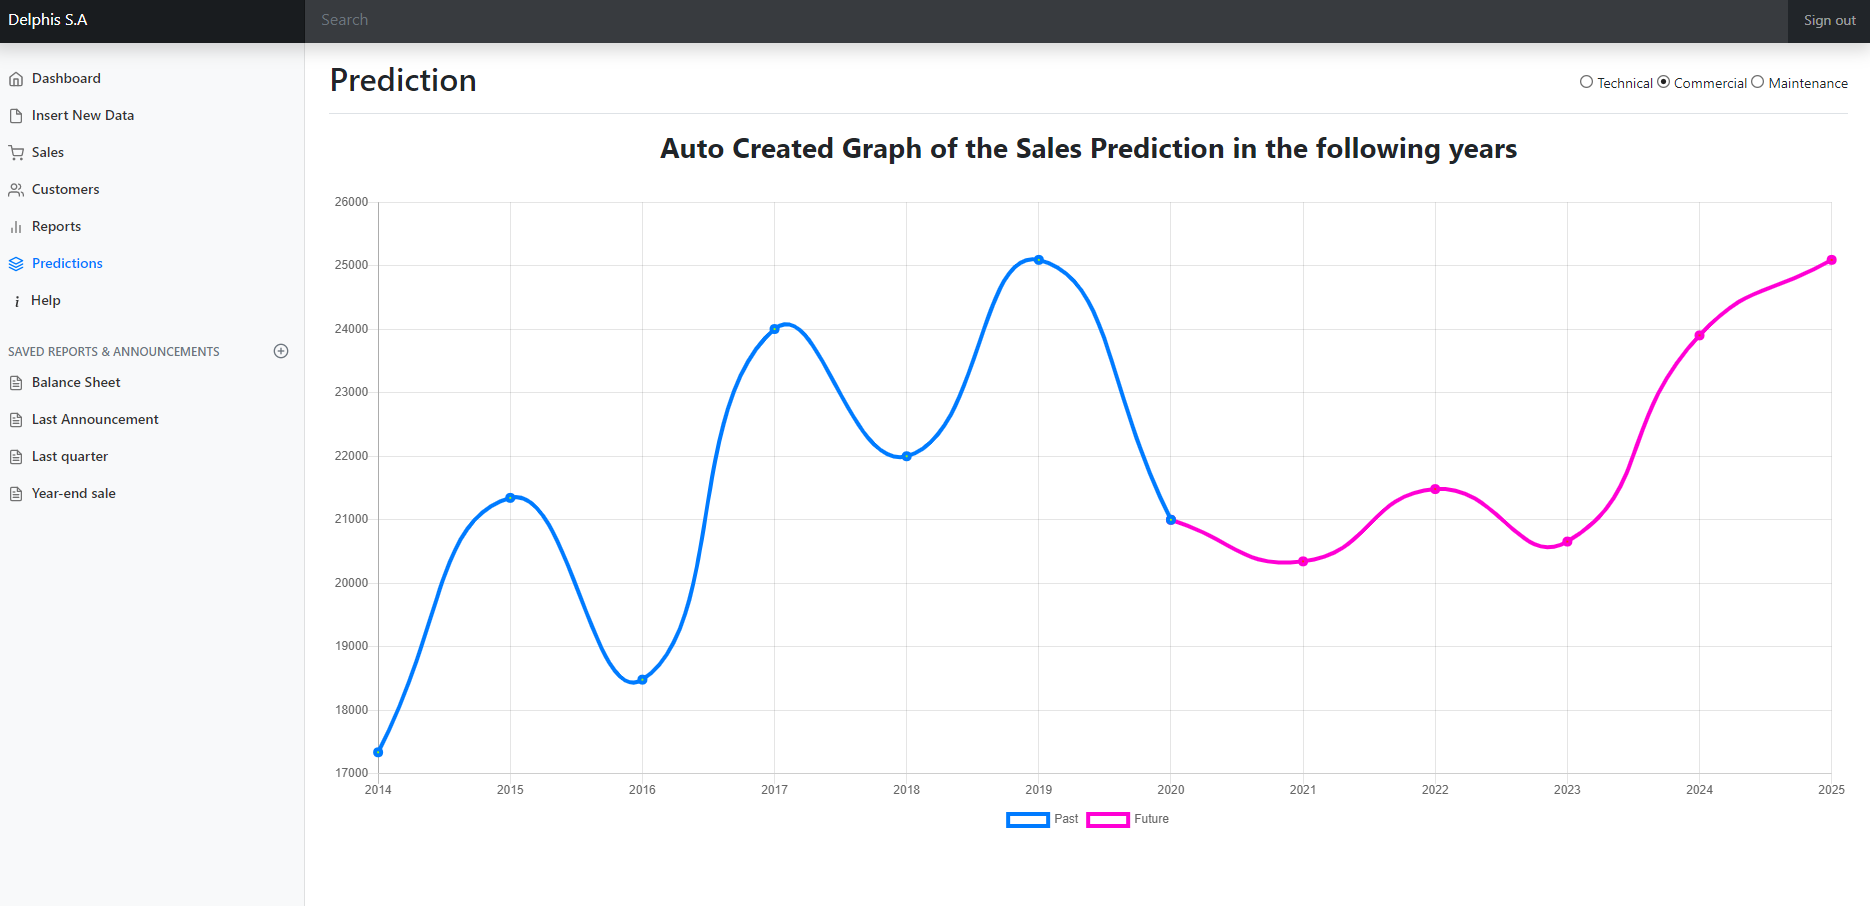 Delphis S.A
Search
Sign out
Dashboard
Insert New Data
Sales
Customers
Reports
Predictions
Help
SAVED REPORTS & ANNOUNCEMENTS
Balance Sheet
Last Announcement
Last quarter
Year-end sale
Prediction
Technical Commercial Maintenance
Auto Created Graph of the Sales Prediction in the following years
26000
25000
24000
23000
22000
21000
20000
19000
18000
17000
2014 2015 2016 2017 2018 2019 2020 2021 2022 2023 2024 2025
Past Future